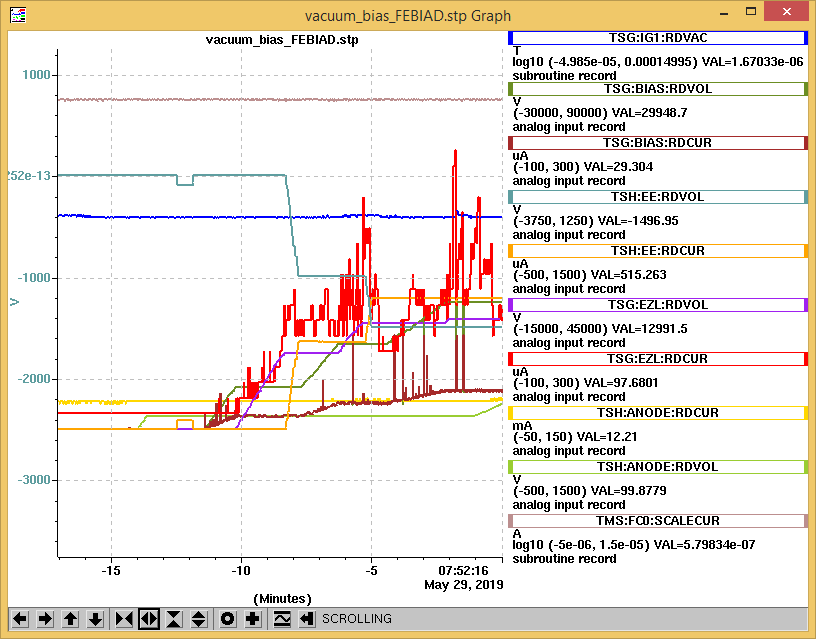 vacuum_bias_FEBIAD.stp Graph
vacuum_bias_FEBIAD.stp
1000
52e-13
-1000
V
-2000
-3000
-15
-10
-5
07:52:16
May 29, 2019
(Minutes)
TSG:IG1:RDVAC
T
log10 (-4.985e-05, 0.00014995) VAL=1.67033e-06
subroutine record
TSG:BIAS:RDVOL
V
(-30000, 90000) VAL=29948.7
analog input record
TSG:BIAS:RDCUR
uA
(-100, 300) VAL=29.304
analog input record
TSH:EE:RDVOL
V
(-3750, 1250) VAL=-1496.95
analog input record
TSH:EE:RDCUR
uA
(-500, 1500) VAL=515.263
analog input record
TSG:EZL:RDVOL
V
(-15000, 45000) VAL=12991.5
analog input record
TSG:EZL:RDCUR
uA
(-100, 300) VAL=97.6801
analog input record
TSH:ANODE:RDCUR
mA
(-50, 150) VAL=12.21
analog input record
TSH:ANODE:RDVOL
V
(-500, 1500) VAL=99.8779
analog input record
TMS:FC0:SCALECUR
A
log10 (-5e-06, 1.5e-05) VAL=5.79834e-07
subroutine record
SCROLLING